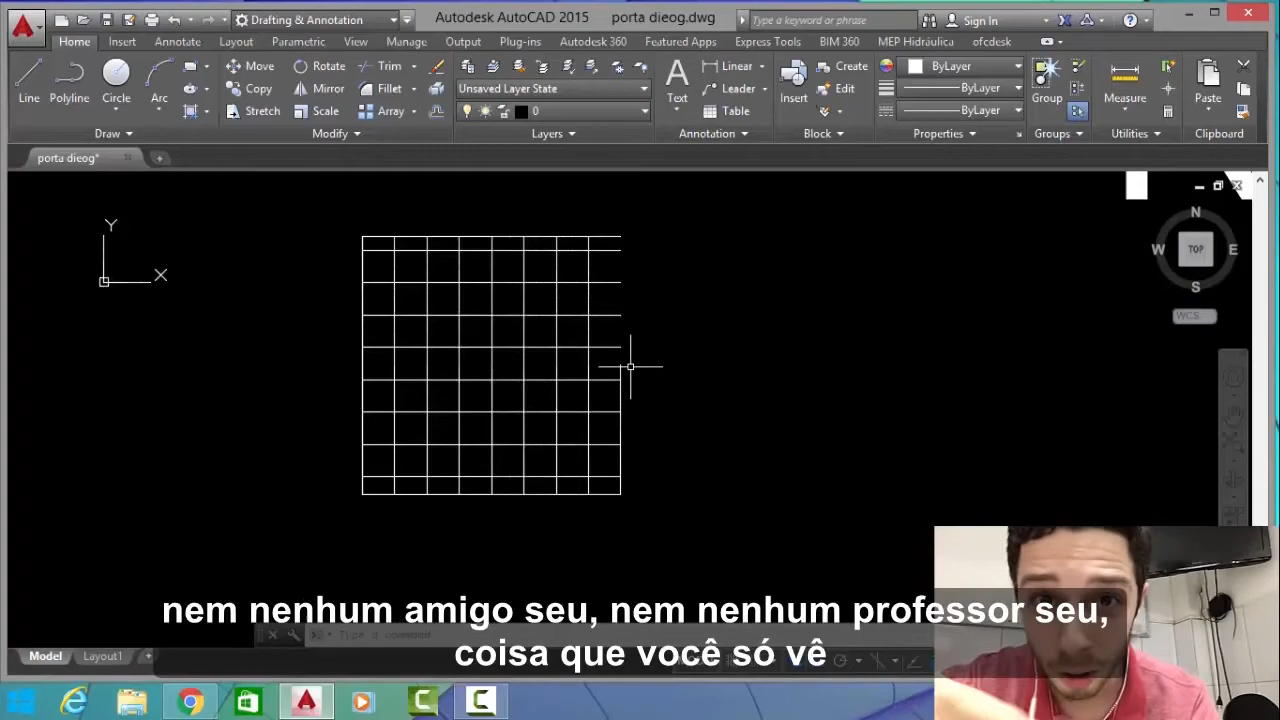 Drafting & Annotation
Autodesk AutoCAD 2015 porta dieog.dwg
Type a keyword or phrase
Sign In
Home Insert Annotate Layout Parametric View Manage Output Plug-ins Autodesk 360 Featured Apps Express Tools BIM 360 MEP Hidráulica ofcdesk
Line Polyline Circle Arc
Move Rotate Trim
Copy Mirror Fillet
Stretch Scale Array
Unsaved Layer State
0
Text
Linear
Leader
Table
Insert
Create
Edit
ByLayer
ByLayer
ByLayer
Group
Measure
Paste
Draw Modify Layers Annotation Block Properties Groups Utilities Clipboard
porta dieog*
Y
X
N
W TOP E
S
WCS
nem nenhum amigo seu, nem nenhum professor seu,
Type a command
coisa que você só vê
Model Layout1